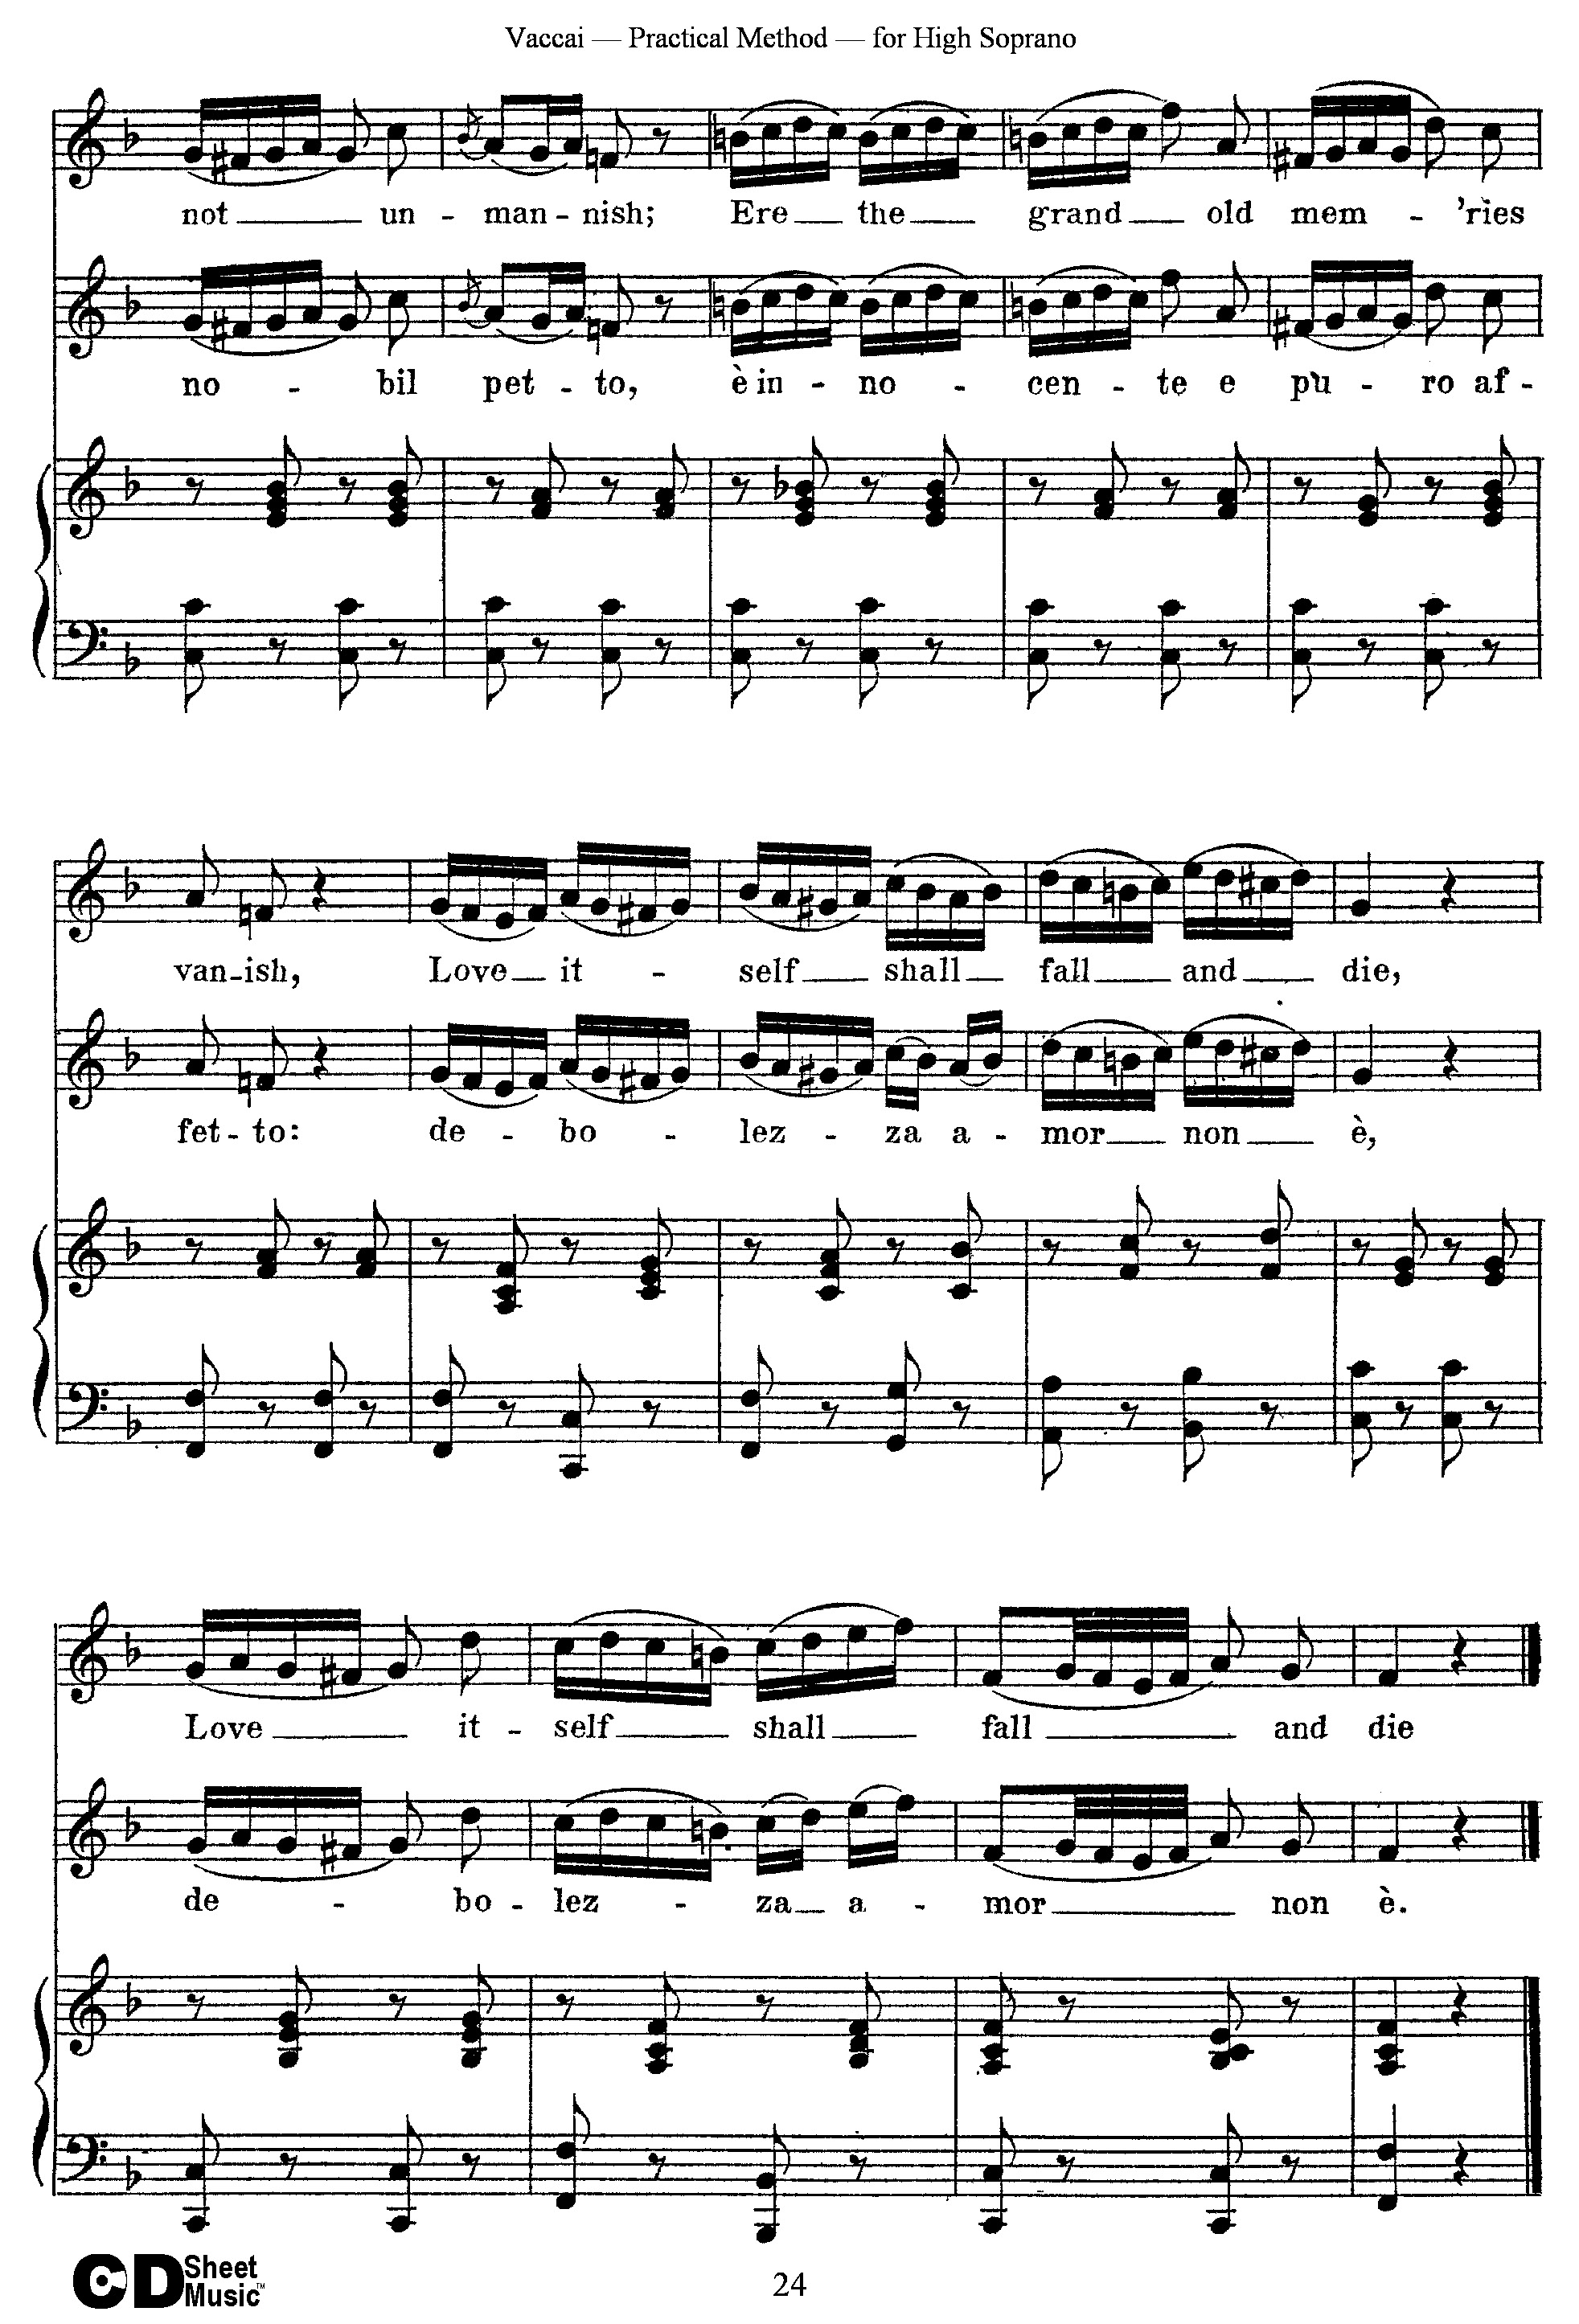 Vaccai — Practical Method — for High Soprano
not un - man - nish; Ere the grand old mem - 'ries
no - bil pet - to, è in - no - cen - te e pu - ro af -
van - ish, Love it - self shall fall and die,
fet - to: de - bo - lez - za a - mor non è,
Love it - self shall fall and die
de - bo - lez - za a - mor non è.
CD Sheet Music™
24